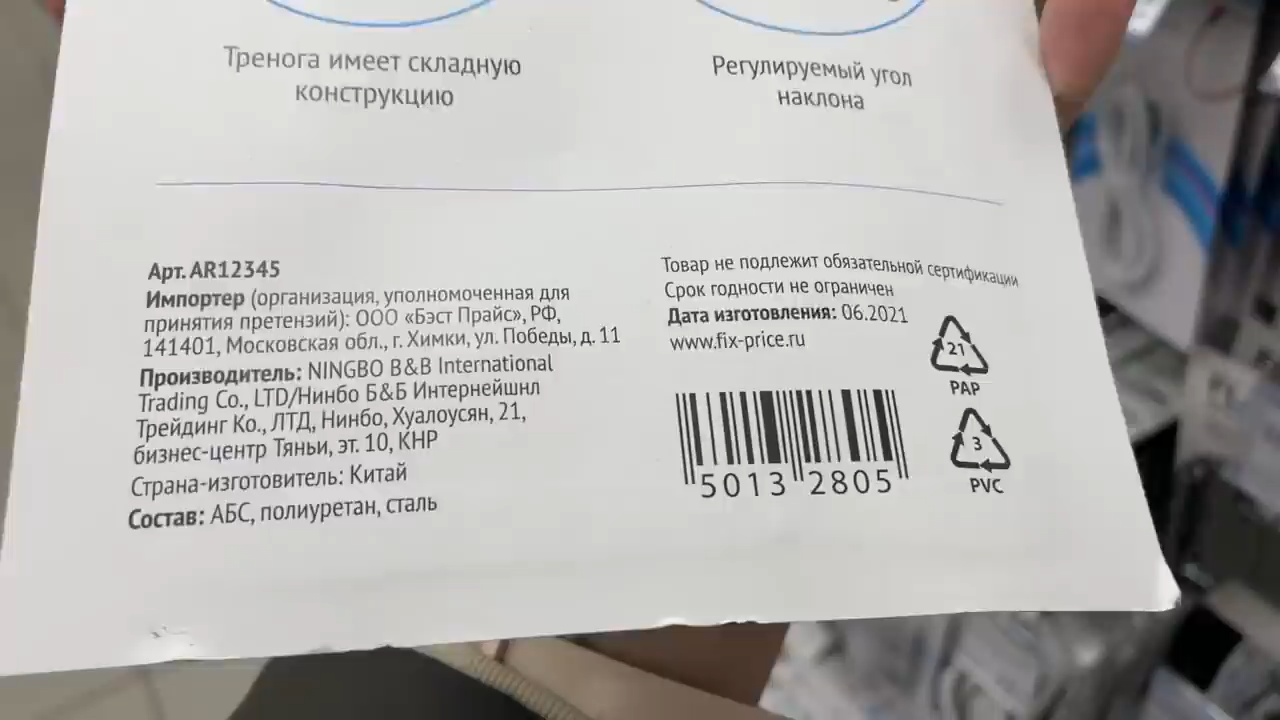 Тренога имеет складную
конструкцию
Регулируемый угол
наклона
Арт. AR12345
Импортер (организация, уполномоченная для
принятия претензий): ООО «Бэст Прайс», РФ,
141401, Московская обл., г. Химки, ул. Победы, д. 11
Производитель: NINGBO B&B International
Trading Co., LTD/Нинбо Б&Б Интернейшнл
Трейдинг Ко., ЛТД, Нинбо, Хуалоусян, 21,
бизнес-центр Тяньи, эт. 10, КНР
Страна-изготовитель: Китай
Состав: АБС, полиуретан, сталь
Товар не подлежит обязательной сертификации
Срок годности не ограничен
Дата изготовления: 06.2021
www.fix-price.ru
21
PAP
3
PVC
5013 2805